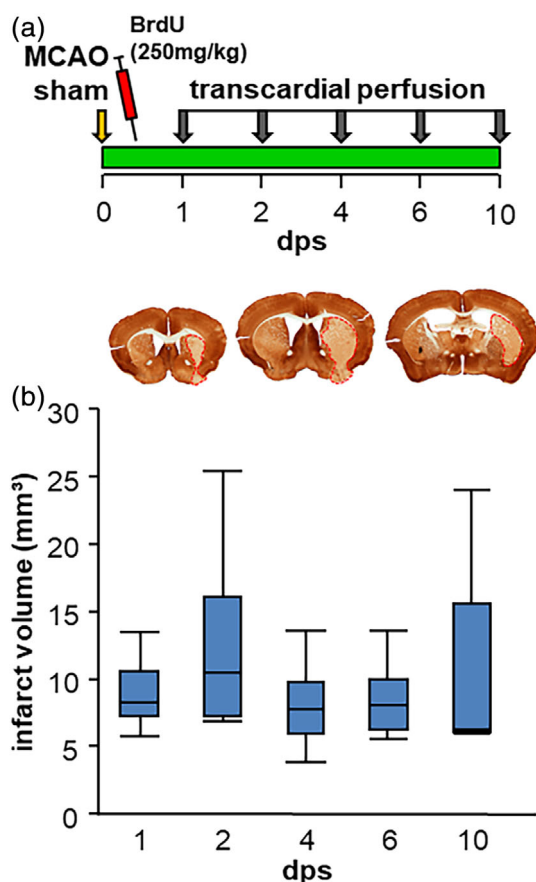 (a)
BrdU
(250mg/kg)
MCAO
sham
transcardial perfusion
0 1 2 4 6 10
dps
(b)
30
25
20
15
10
5
0
infarct volume (mm³)
1 2 4 6 10
dps